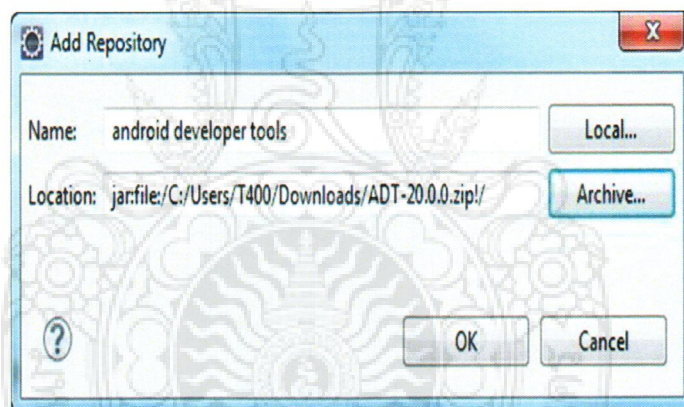 Add Repository
Name: android developer tools Local...
Location: jar:file:/C:/Users/T400/Downloads/ADT-20.0.0.zip!/ Archive...
? OK Cancel